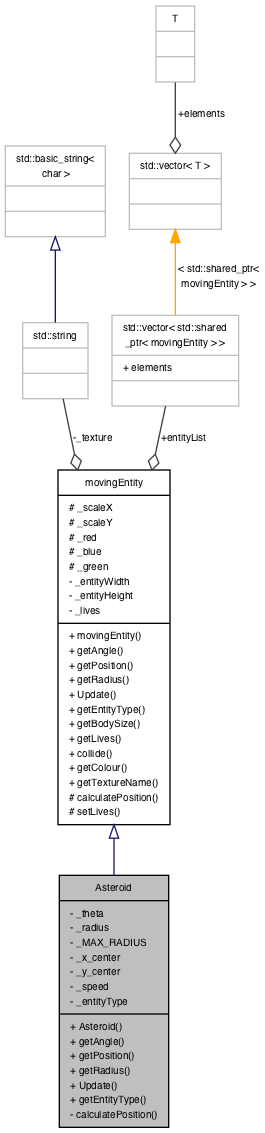 T
+elements
std::basic_string<
char >
std::vector< T >
< std::shared_ptr<
movingEntity > >
std::string
std::vector< std::shared
_ptr< movingEntity > >
+ elements
-_texture
+entityList
movingEntity
# _scaleX
# _scaleY
# _red
# _blue
# _green
- _entityWidth
- _entityHeight
- _lives
+ movingEntity()
+ getAngle()
+ getPosition()
+ getRadius()
+ Update()
+ getEntityType()
+ getBodySize()
+ getLives()
+ collide()
+ getColour()
+ getTextureName()
# calculatePosition()
# setLives()
Asteroid
- _theta
- _radius
- _MAX_RADIUS
- _x_center
- _y_center
- _speed
- _entityType
+ Asteroid()
+ getAngle()
+ getPosition()
+ getRadius()
+ Update()
+ getEntityType()
- calculatePosition()